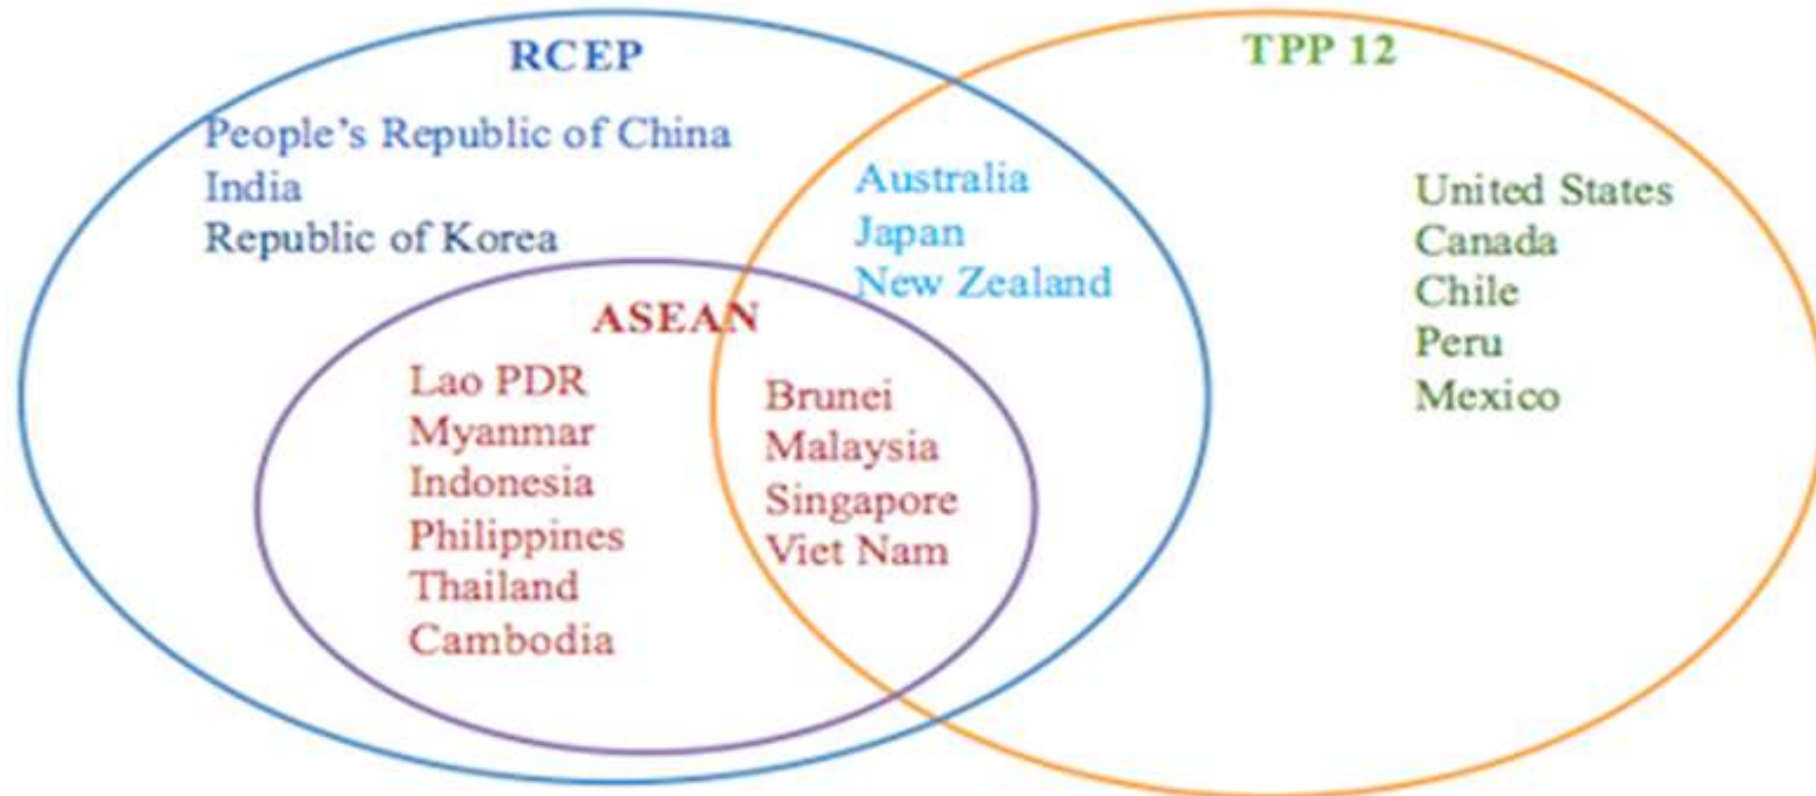 RCEP
People's Republic of China
India
Republic of Korea
TPP 12
Australia
Japan
New Zealand
United States
Canada
Chile
Peru
Mexico
ASEAN
Lao PDR
Myanmar
Indonesia
Philippines
Thailand
Cambodia
Brunei
Malaysia
Singapore
Viet Nam